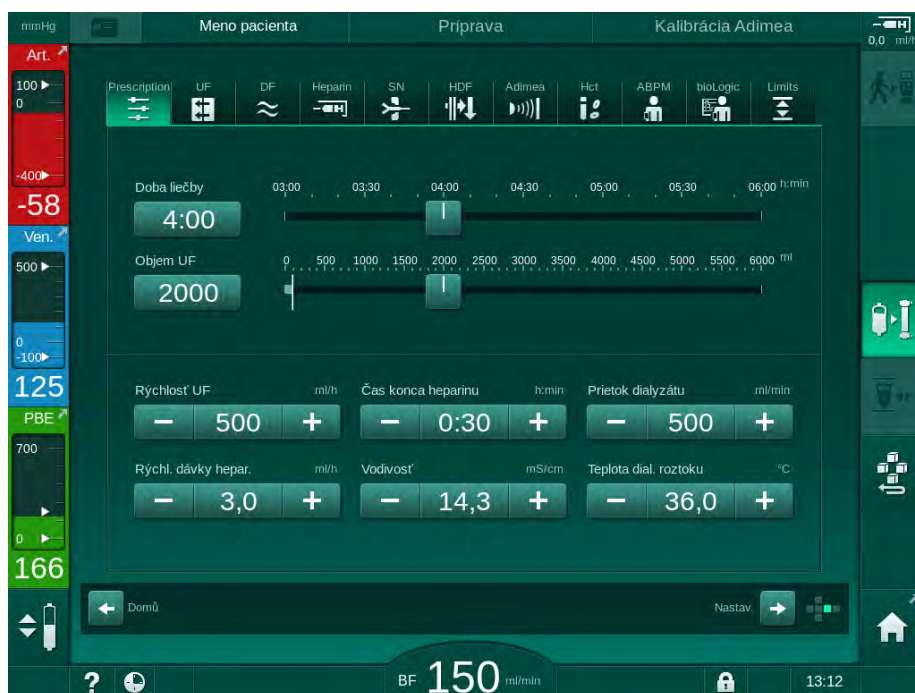 mmHg
Meno pacienta
Príprava
Kalibrácia Adimea
0,0 ml/h
Art.
100
0
-400
-58
Ven.
500
0
-100
125
PBE
700
0
166
Prescription UF DF Heparin SN HDF Adimea Hct ABPM bioLogic Limits
Doba liečby
03:00 03:30 04:00 04:30 05:00 05:30 06:00 h:min
4:00
Objem UF
0 500 1000 1500 2000 2500 3000 3500 4000 4500 5000 5500 6000 ml
2000
Rýchlosť UF ml/h Čas konca heparinu h:min Prietok dialyzátu ml/min
− 500 + − 0:30 + − 500 +
Rýchl. dávky hepar. ml/h Vodivosť mS/cm Teplota dial. roztoku °C
− 3,0 + − 14,3 + − 36,0 +
Domů Nastav.
? BF 150 ml/min 13:12